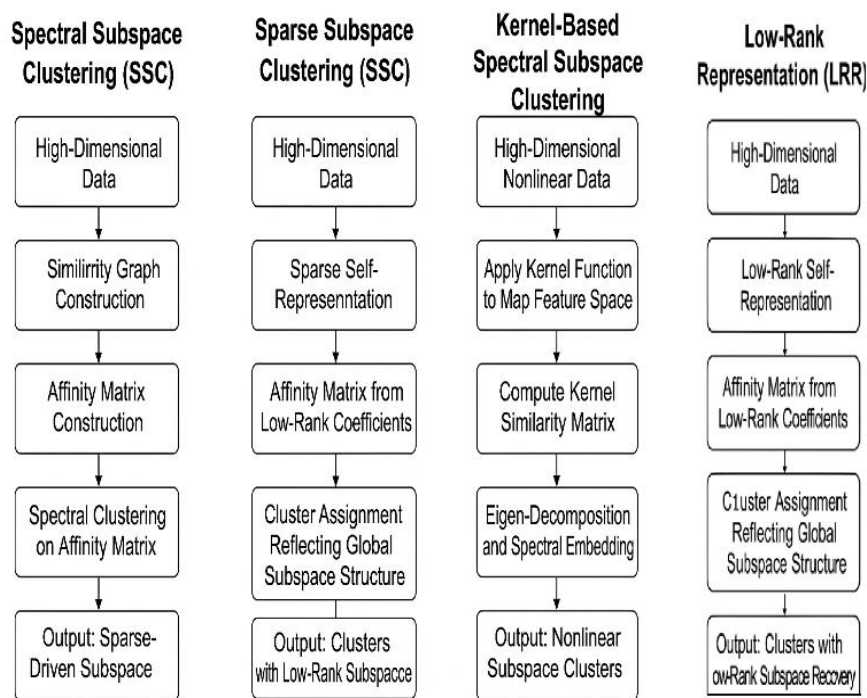 Spectral Subspace
Clustering (SSC)
High-Dimensional
Data
Similirrity Graph
Construction
Affinity Matrix
Construction
Spectral Clustering
on Affinity Matrix
Output: Sparse-
Driven Subspace
Sparse Subspace
Clustering (SSC)
High-Dimensional
Data
Sparse Self-
Representntation
Affinity Matrix from
Low-Rank Coefficients
Cluster Assignment
Reflecting Global
Subspace Structure
Output: Clusters
with Low-Rank Subspacce
Kernel-Based
Spectral Subspace
Clustering
High-Dimensional
Nonlinear Data
Apply Kernel Function
to Map Feature Space
Compute Kernel
Similarity Matrix
Eigen-Decomposition
and Spectral Embedding
Output: Nonlinear
Subspace Clusters
Low-Rank
Representation (LRR)
High-Dimensional
Data
Low-Rank Self-
Representation
Affinity Matrix from
Low-Rank Coefficients
C1uster Assignment
Reflecting Global
Subspace Structure
Output: Clusters with
ow-Rank Subspace Recovery